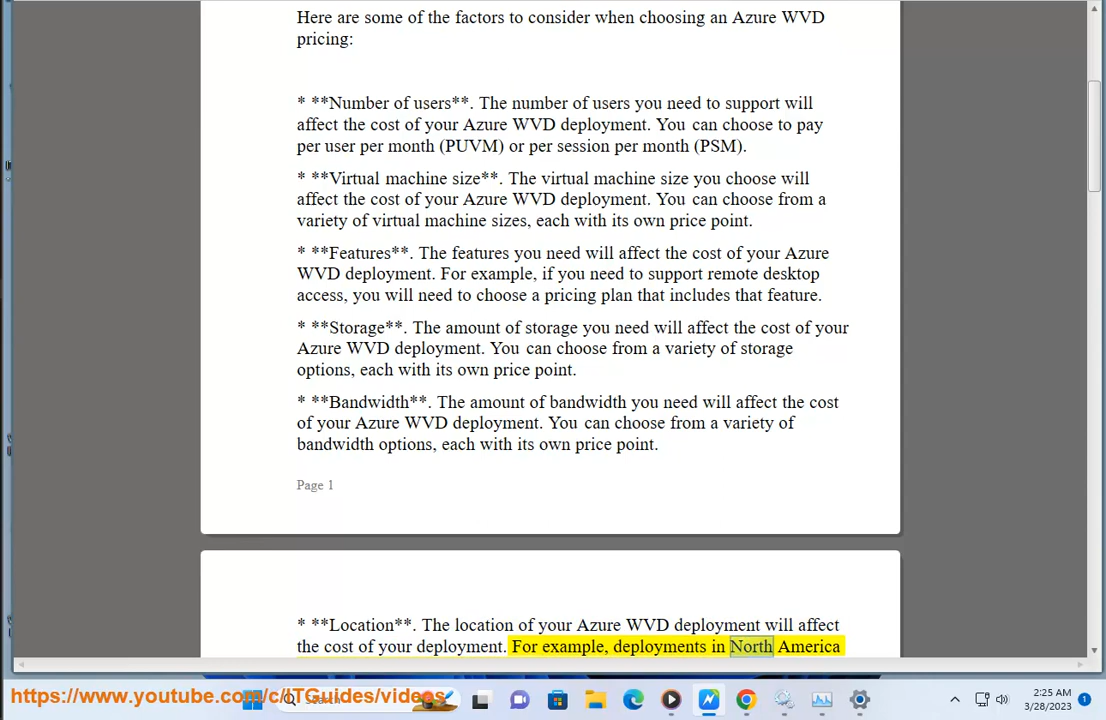 Here are some of the factors to consider when choosing an Azure WVD
pricing:
* **Number of users**. The number of users you need to support will
affect the cost of your Azure WVD deployment. You can choose to pay
per user per month (PUVM) or per session per month (PSM).
* **Virtual machine size**. The virtual machine size you choose will
affect the cost of your Azure WVD deployment. You can choose from a
variety of virtual machine sizes, each with its own price point.
* **Features**. The features you need will affect the cost of your Azure
WVD deployment. For example, if you need to support remote desktop
access, you will need to choose a pricing plan that includes that feature.
* **Storage**. The amount of storage you need will affect the cost of your
Azure WVD deployment. You can choose from a variety of storage
options, each with its own price point.
* **Bandwidth**. The amount of bandwidth you need will affect the cost
of your Azure WVD deployment. You can choose from a variety of
bandwidth options, each with its own price point.
Page 1
* **Location**. The location of your Azure WVD deployment will affect
the cost of your deployment. For example, deployments in North America
https://www.youtube.com/c/ITGuides/videos
2:25 AM
3/28/2023
1